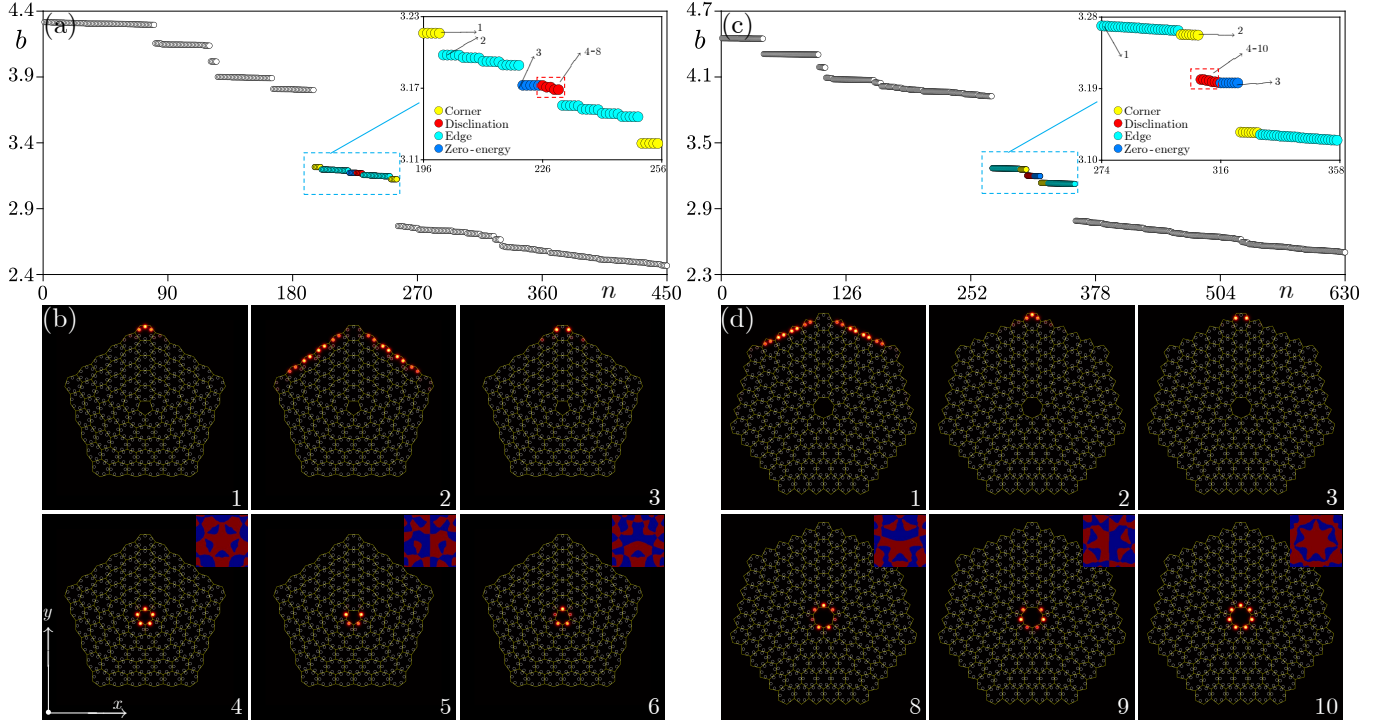 (a)
b
4.4
3.9
3.4
2.9
2.4
0 90 180 270 360 n 450
3.23
3.17
3.11
196 226 256
1
2
3
4-8
Corner
Disclination
Edge
Zero-energy
(c)
b
4.7
4.1
3.5
2.9
2.3
0 126 252 378 504 n 630
3.28
3.19
3.10
274 316 358
1
2
4-10
3
Corner
Disclination
Edge
Zero-energy
(b)
1 2 3
y
x
4 5 6
(d)
1 2 3
8 9 10